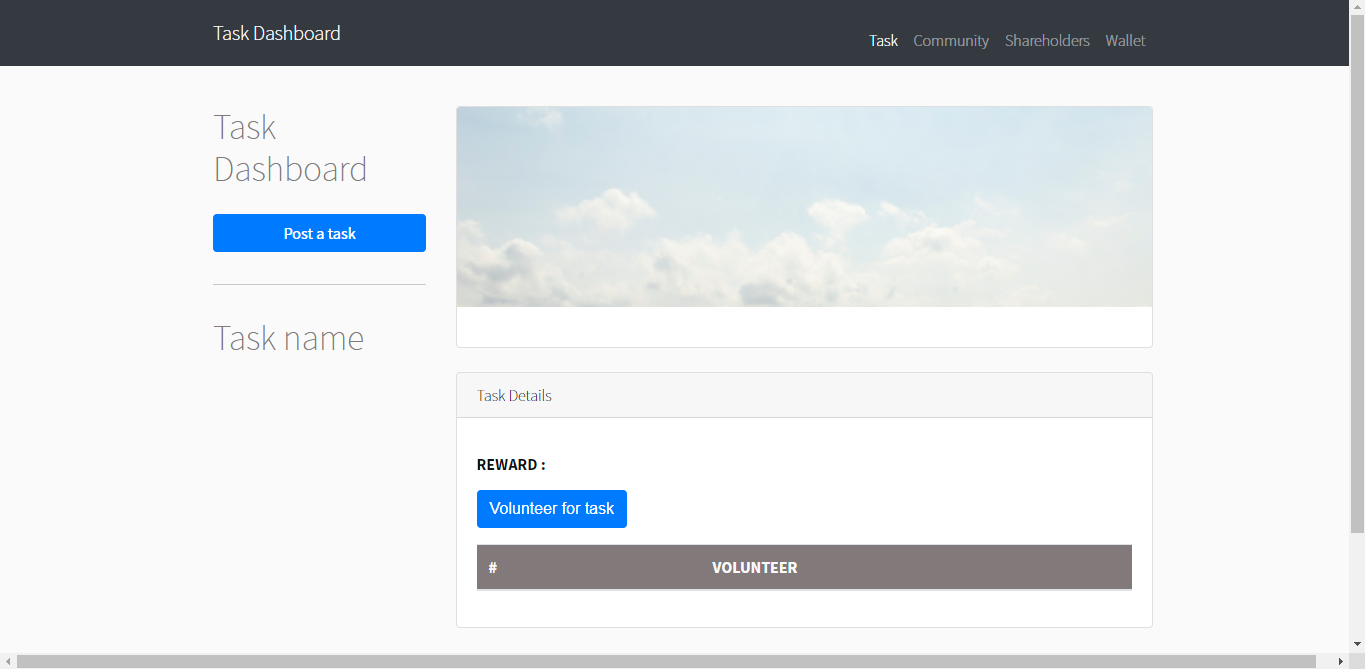 Task Dashboard
Task Community Shareholders Wallet
Task
Dashboard
Post a task
Task name
Task Details
REWARD :
Volunteer for task
# VOLUNTEER